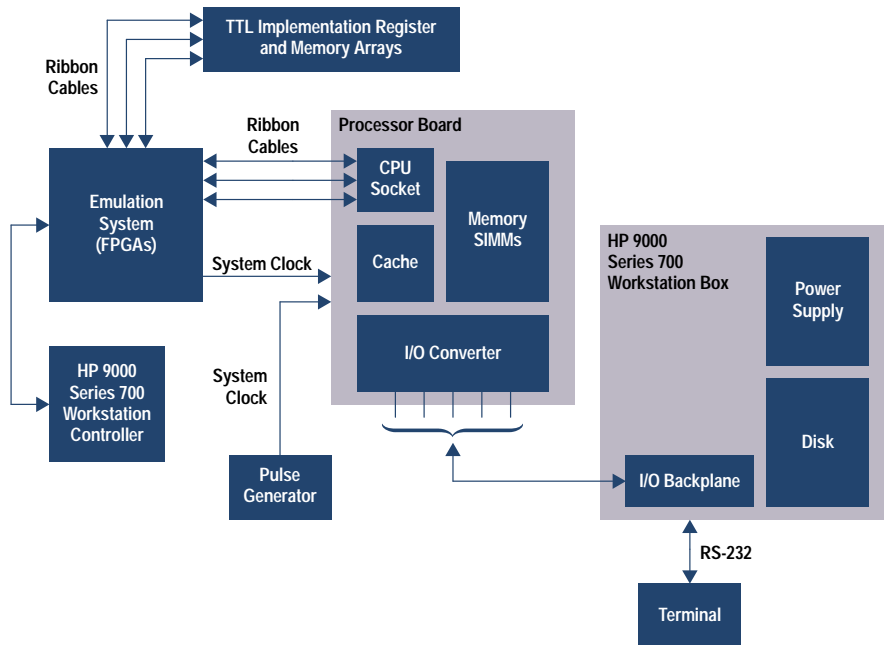 TTL Implementation Register
and Memory Arrays
Ribbon
Cables
Ribbon
Cables
Processor Board
CPU
Socket
Memory
SIMMs
Emulation
System
(FPGAs)
Cache
System Clock
HP 9000
Series 700
Workstation Box
Power
Supply
I/O Converter
HP 9000
Series 700
Workstation
Controller
System
Clock
Disk
Pulse
Generator
I/O Backplane
RS-232
Terminal